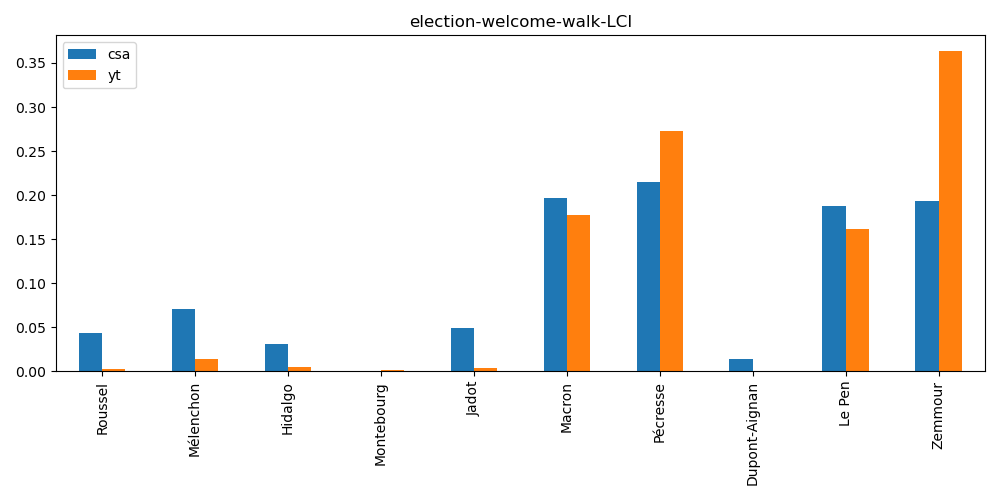 election-welcome-walk-LCI
csa
yt
0.35
0.30
0.25
0.20
0.15
0.10
0.05
0.00
Roussel
Mélenchon
Hidalgo
Montebourg
Jadot
Macron
Pécresse
Dupont-Aignan
Le Pen
Zemmour